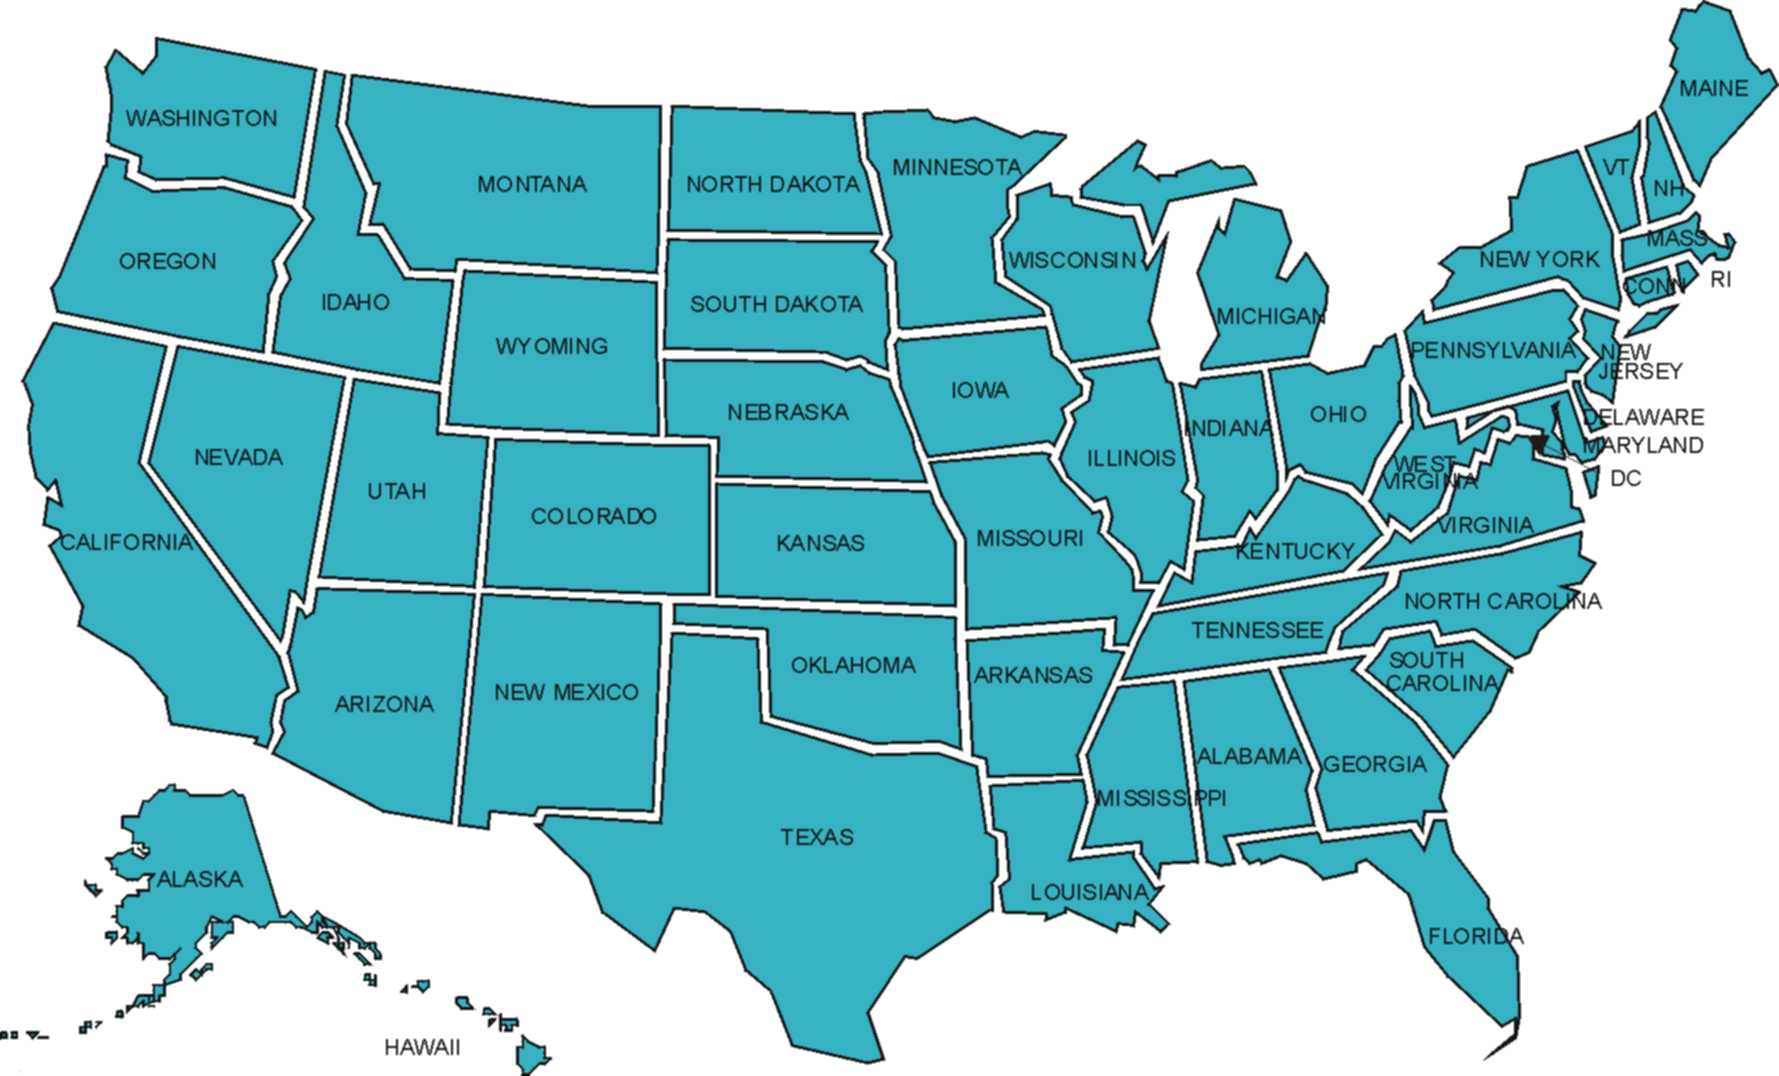 MAINE
WASHINGTON
VT
NH
MINNESOTA
MONTANA
NORTH DAKOTA
MASS
NEW YORK
WISCONSIN
OREGON
RI
CONN
IDAHO
SOUTH DAKOTA
MICHIGAN
WYOMING
PENNSYLVANIA
NEW
JERSEY
IOWA
NEBRASKA
OHIO
DELAWARE
INDIANA
MARYLAND
NEVADA
ILLINOIS
WEST
VIRGINIA
DC
UTAH
COLORADO
VIRGINIA
CALIFORNIA
KANSAS
MISSOURI
KENTUCKY
NORTH CAROLINA
TENNESSEE
OKLAHOMA
ARKANSAS
SOUTH
CAROLINA
NEW MEXICO
ARIZONA
ALABAMA
GEORGIA
MISSISSIPPI
TEXAS
ALASKA
LOUISIANA
FLORIDA
HAWAII